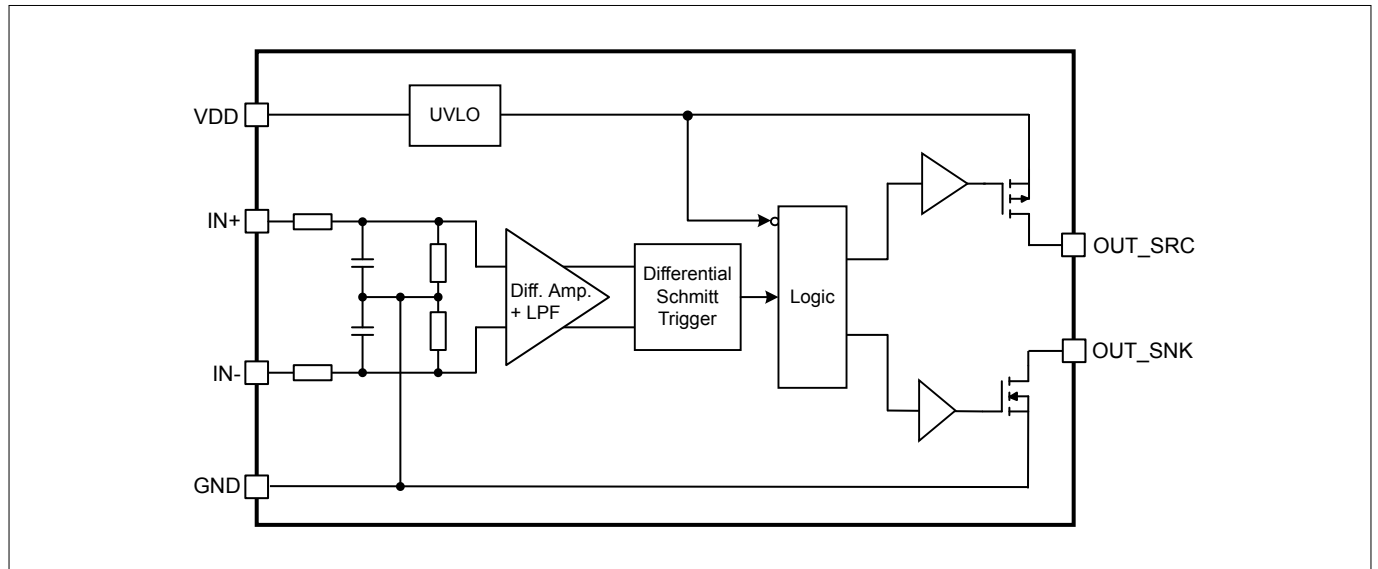 VDD
UVLO
IN+
Diff. Amp.
+ LPF
Differential
Schmitt
Trigger
Logic
OUT_SRC
OUT_SNK
IN-
GND